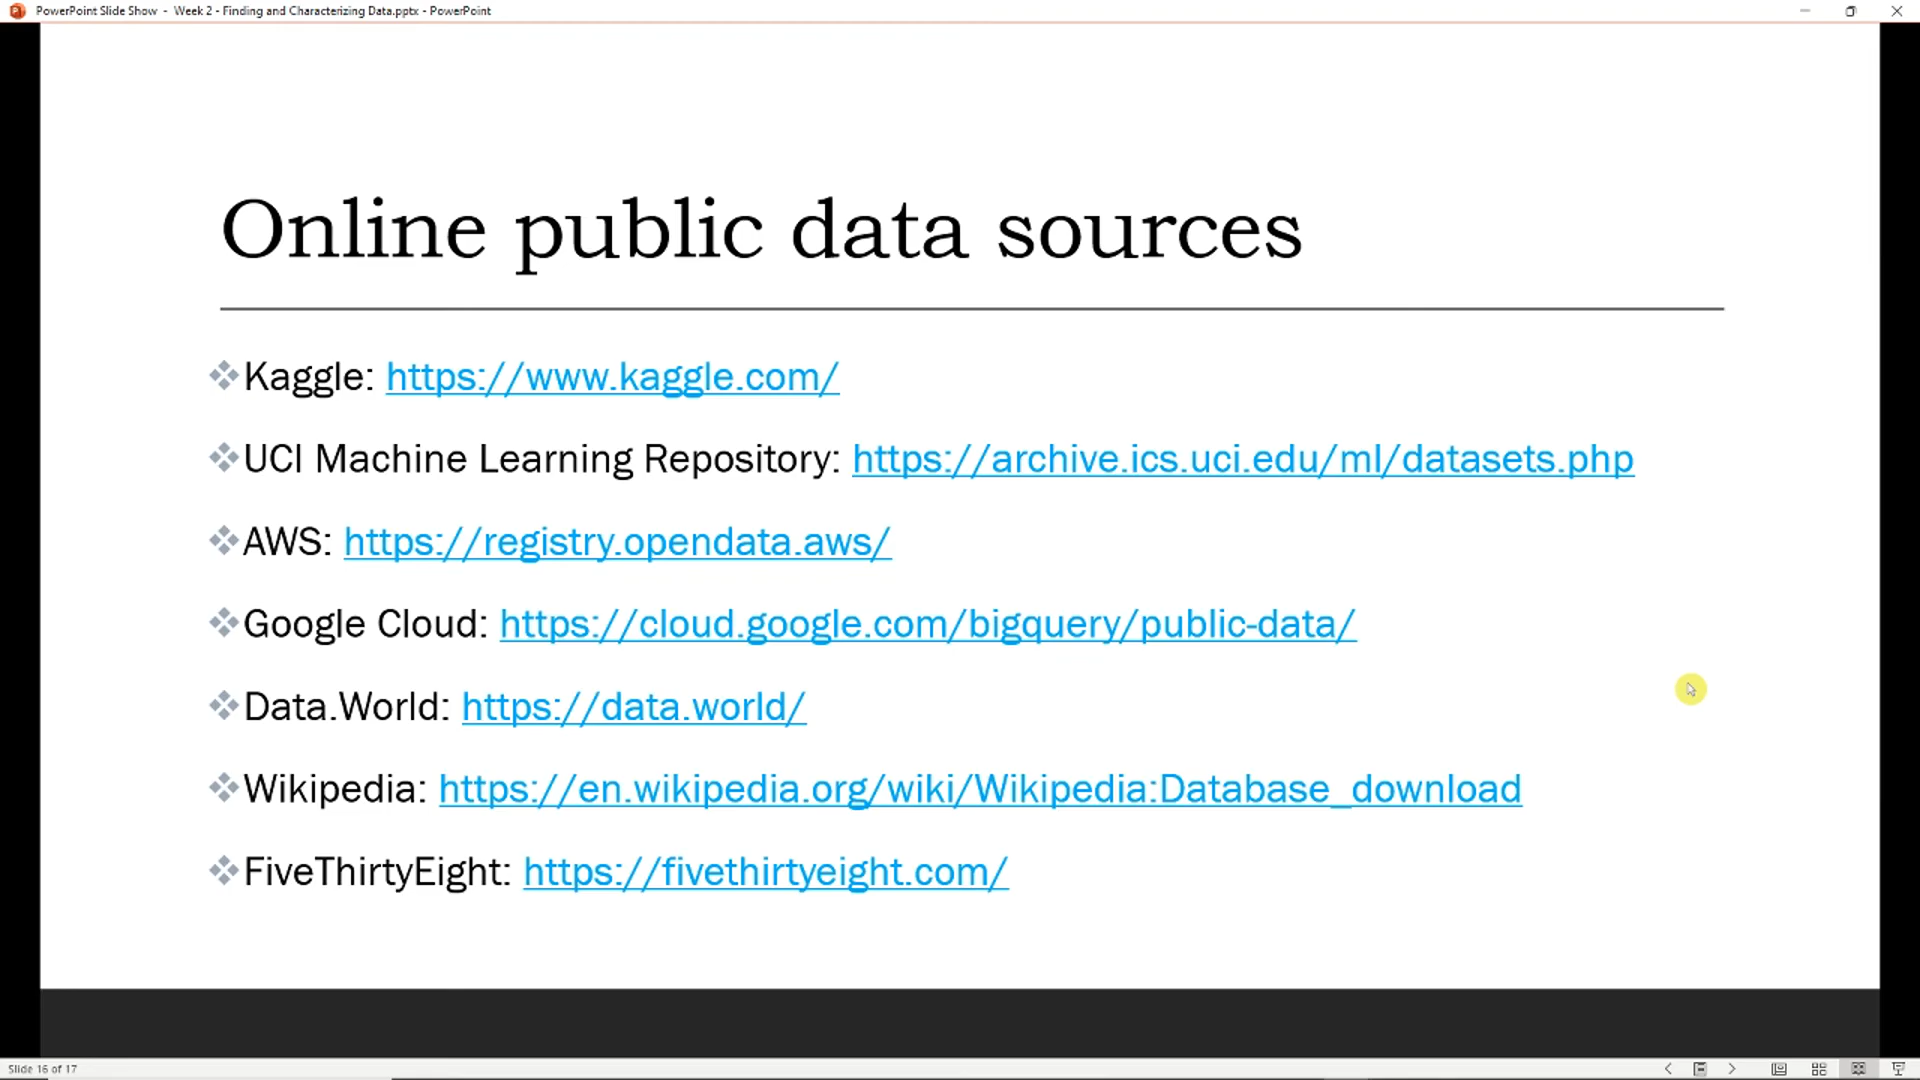 PowerPoint Slide Show - Week 2 - Finding and Characterizing Data.pptx - PowerPoint
Online public data sources
Kaggle: https://www.kaggle.com/
UCI Machine Learning Repository: https://archive.ics.uci.edu/ml/datasets.php
AWS: https://registry.opendata.aws/
Google Cloud: https://cloud.google.com/bigquery/public-data/
Data.World: https://data.world/
Wikipedia: https://en.wikipedia.org/wiki/Wikipedia:Database_download
FiveThirtyEight: https://fivethirtyeight.com/
Slide 16 of 17